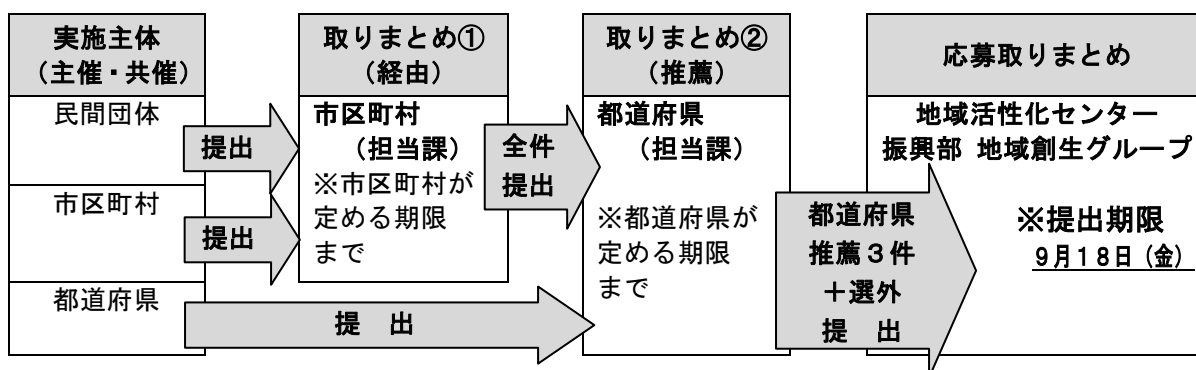 実施主体
（主催・共催）
民間団体
市区町村
都道府県
提出
提出
提　出
取りまとめ①
（経由）
市区町村
（担当課）
※市区町村が
定める期限
まで
全件
提出
取りまとめ②
（推薦）
都道府県
（担当課）
※都道府県が
定める期限
まで
都道府県
推薦３件
＋選外
提　出
応募取りまとめ
地域活性化センター
振興部 地域創生グループ
※提出期限
９月１８日（金）